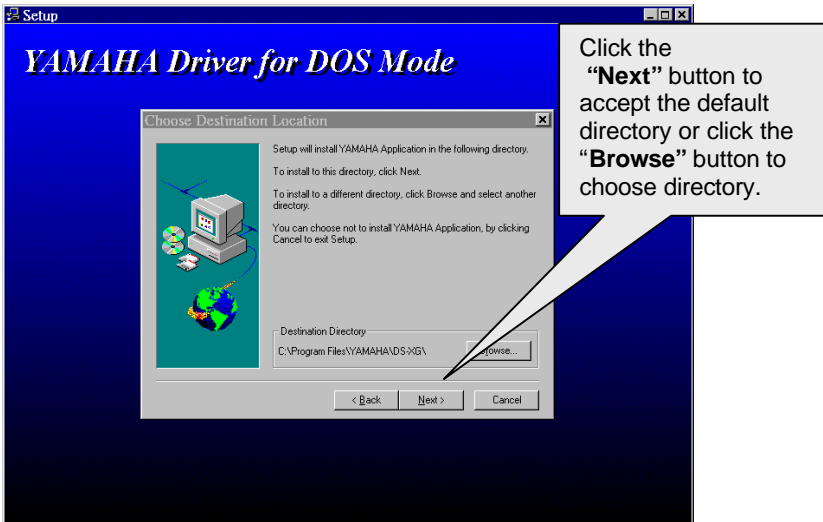 Setup
YAMAHA Driver for DOS Mode
Click the
“Next” button to
accept the default
directory or click the
“Browse” button to
choose directory.
Choose Destination Location
Setup will install YAMAHA Application in the following directory.
To install to this directory, click Next.
To install to a different directory, click Browse and select another
directory.
You can choose not to install YAMAHA Application, by clicking
Cancel to exit Setup.
Destination Directory
C:\Program Files\YAMAHA\DS-XG\
Browse...
< Back
Next >
Cancel